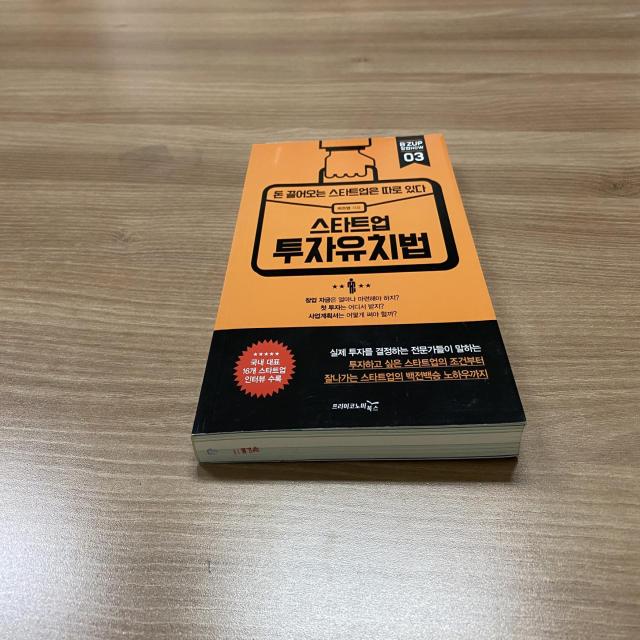 BZUP
창업HOW
03
돈 끌어오는 스타트업은 따로 있다
스타트업
투자유치법
창업 자금은 얼마나 마련해야 하지?
첫 투자는 어디서 받지?
사업계획서는 어떻게 써야 할까?
국내 대표
16개 스타트업
인터뷰 수록
실제 투자를 결정하는 전문가들이 말하는
투자하고 싶은 스타트업의 조건부터
잘나가는 스타트업의 백전백승 노하우까지
프리이코노미
북스